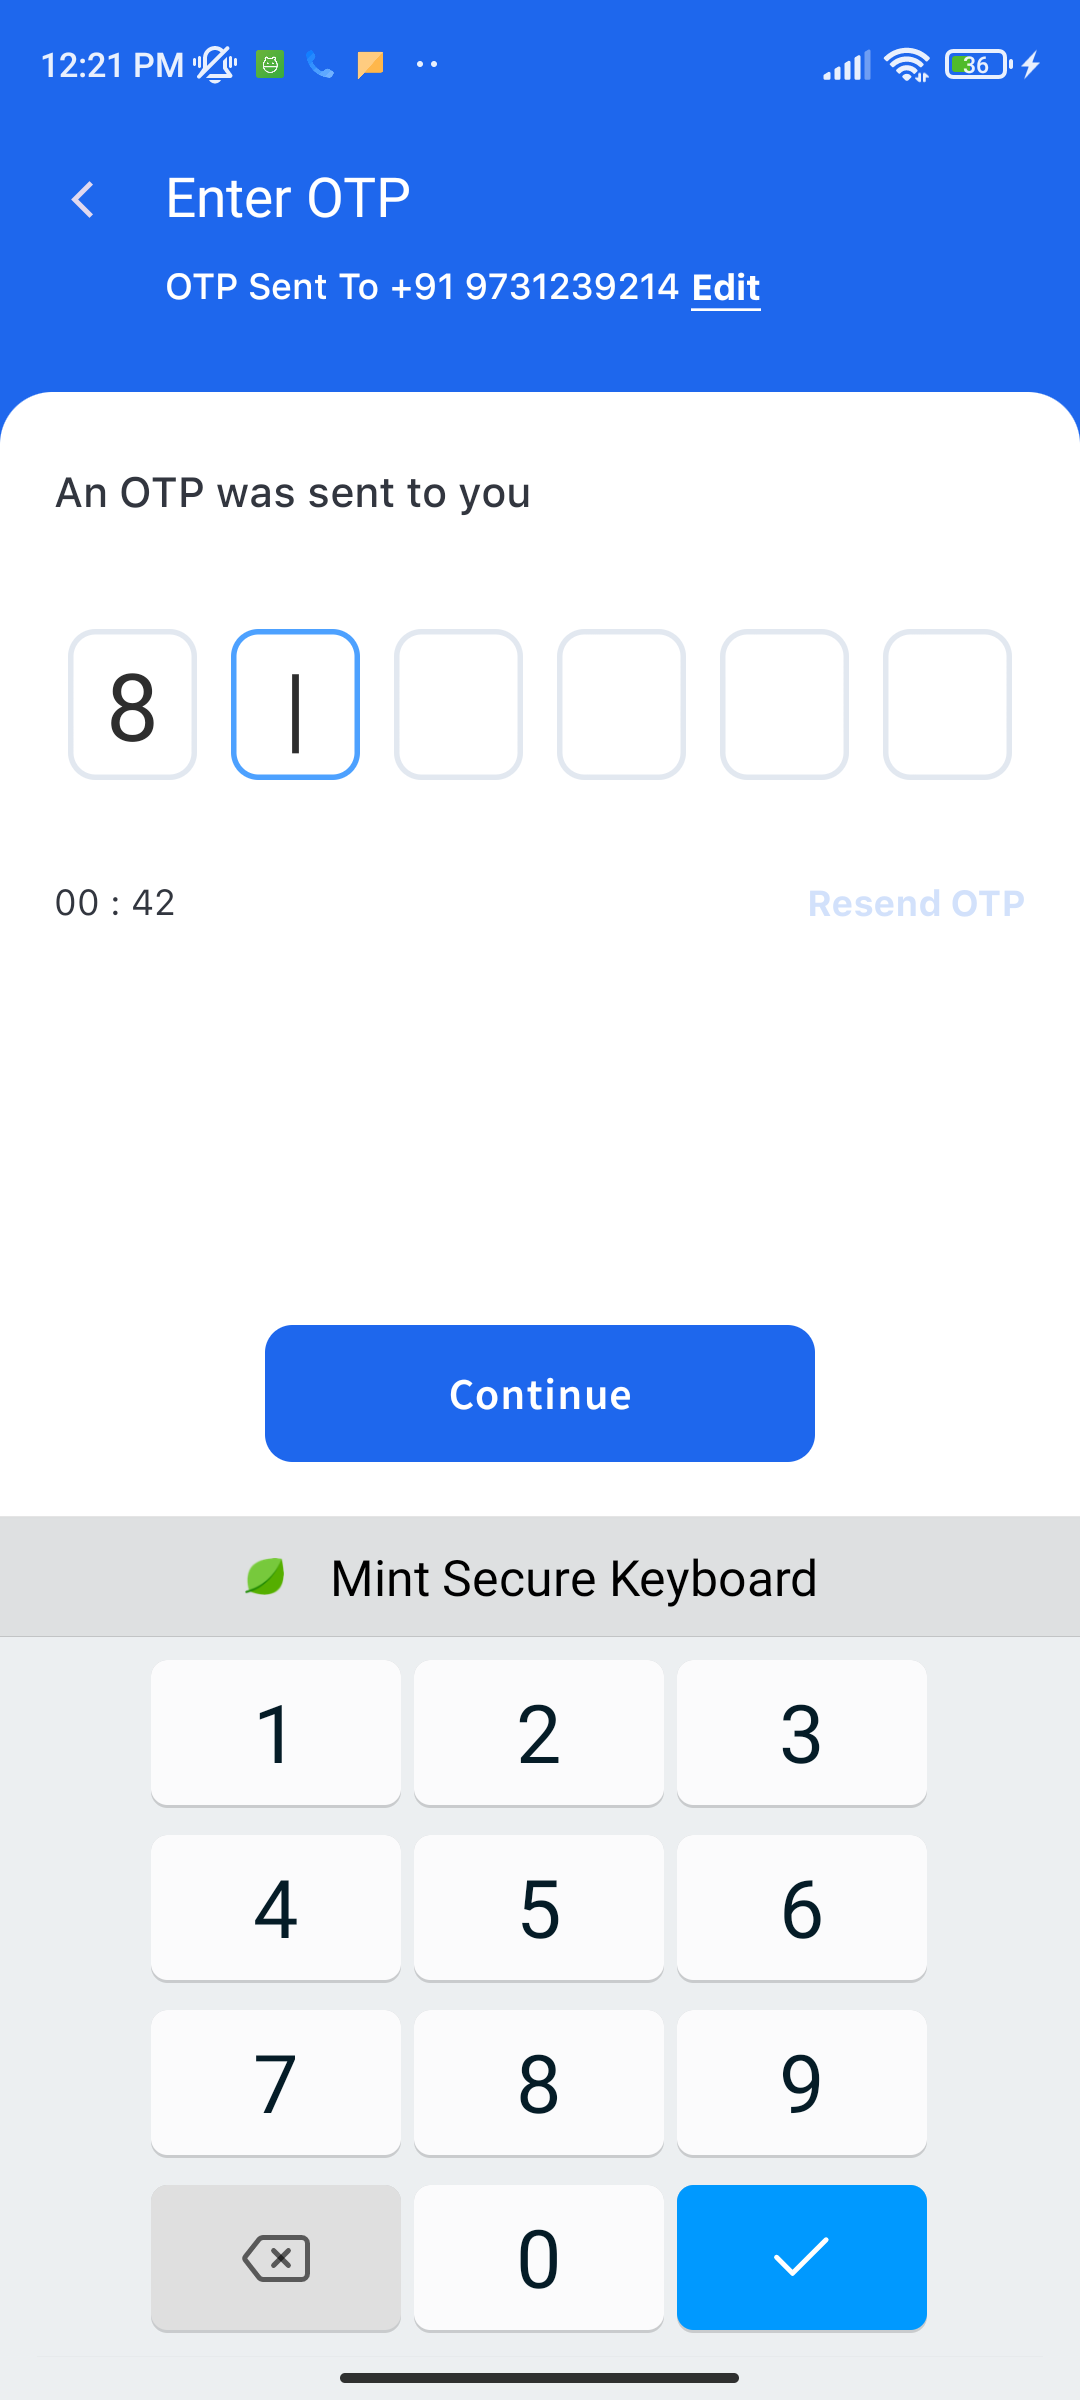 12:21 PM
36
Enter OTP
OTP Sent To +91 9731239214 Edit
An OTP was sent to you
8
00 : 42
Resend OTP
Continue
Mint Secure Keyboard
1 2 3
4 5 6
7 8 9
0